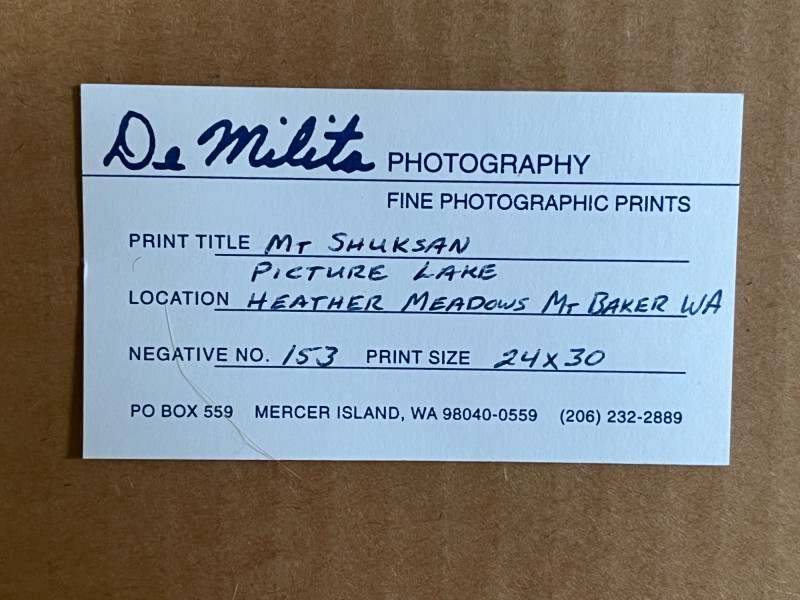 De Milita PHOTOGRAPHY
FINE PHOTOGRAPHIC PRINTS
PRINT TITLE MT SHUKSAN
PICTURE LAKE
LOCATION HEATHER MEADOWS MT BAKER WA
NEGATIVE NO. 153 PRINT SIZE 24x30
PO BOX 559 MERCER ISLAND, WA 98040-0559 (206) 232-2889